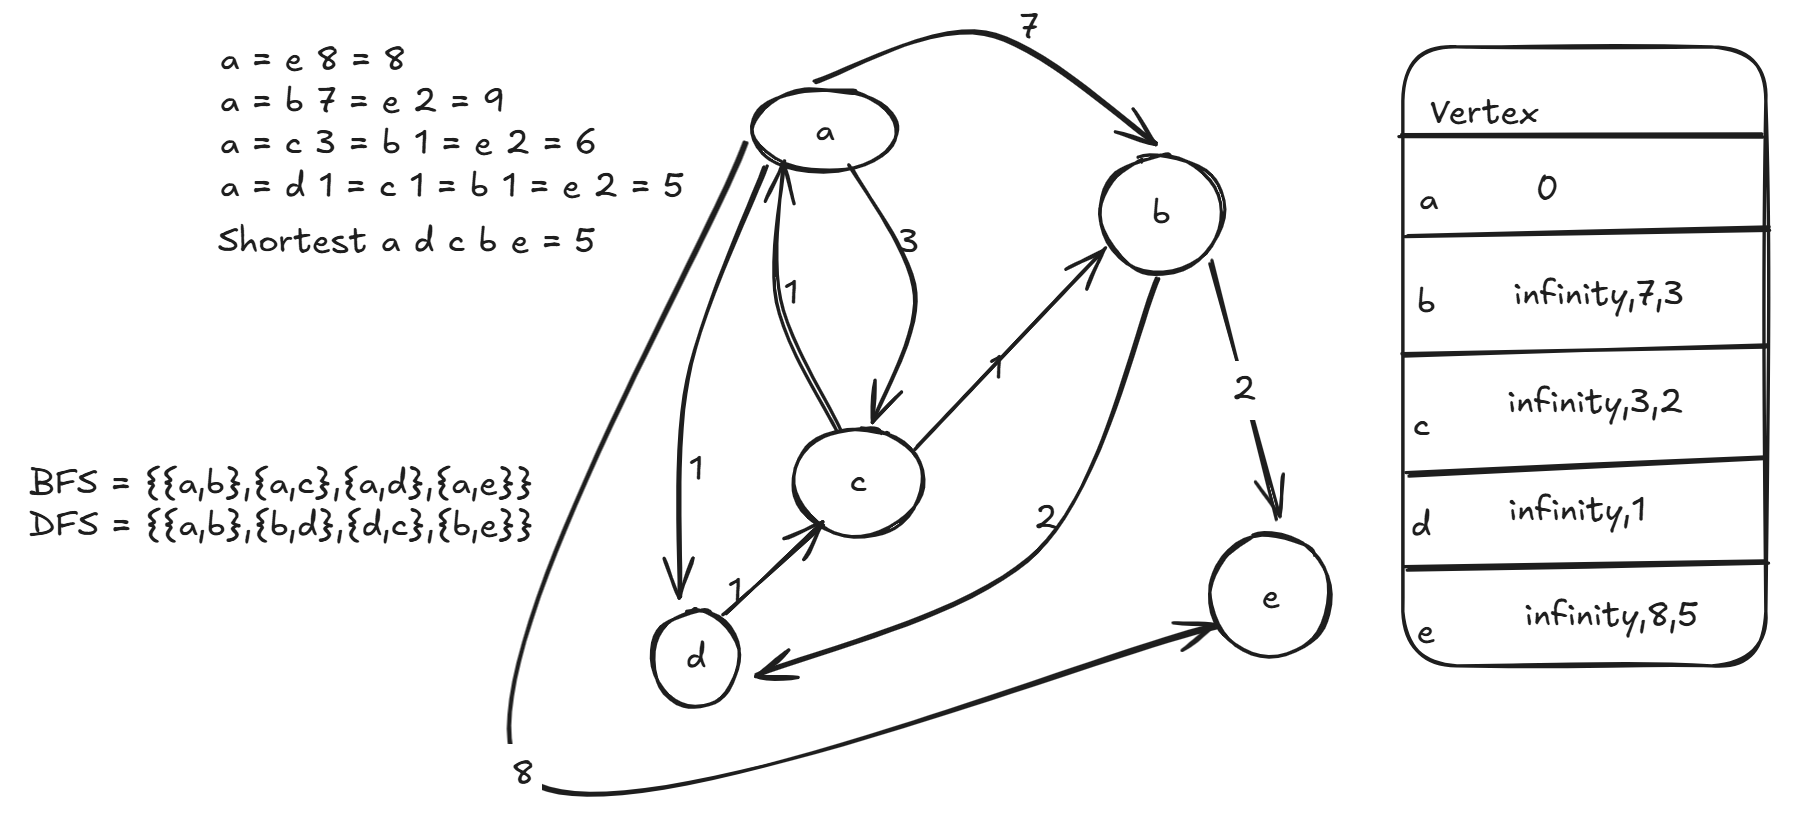 a = e 8 = 8
a = b 7 = e 2 = 9
a = c 3 = b 1 = e 2 = 6
a = d 1 = c 1 = b 1 = e 2 = 5
Shortest a d c b e = 5
BFS = {{a,b},{a,c},{a,d},{a,e}}
DFS = {{a,b},{b,d},{d,c},{b,e}}
7
a
b
3
1
1
2
1
c
2
1
e
d
8
Vertex
a 0
b infinity,7,3
c infinity,3,2
d infinity,1
e infinity,8,5